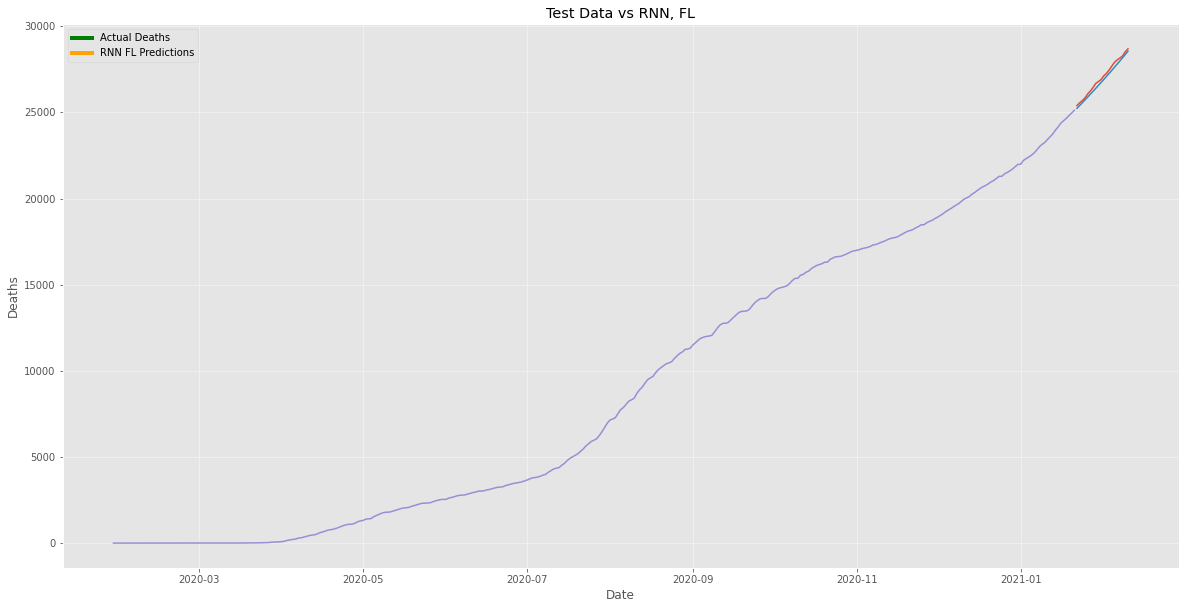 Test Data vs RNN, FL
Actual Deaths
RNN FL Predictions
30000
25000
20000
15000
10000
5000
0
Deaths
2020-03
2020-05
2020-07
2020-09
2020-11
2021-01
Date